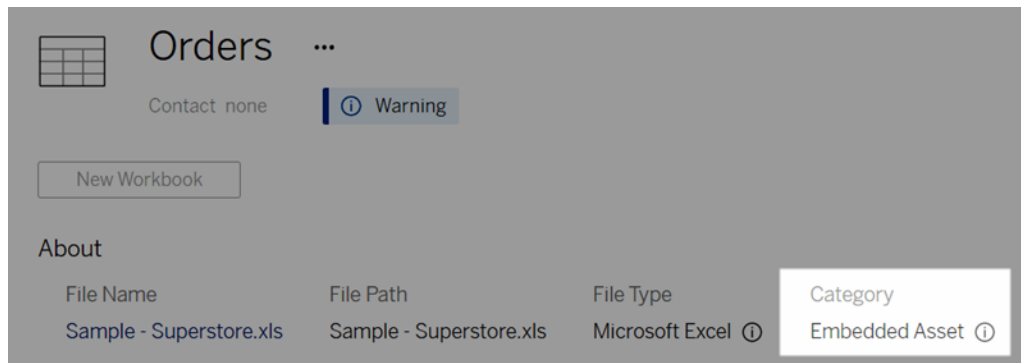 Orders ...
Contact none
Warning
New Workbook
About
File Name File Path File Type Category
Sample - Superstore.xls Sample - Superstore.xls Microsoft Excel Embedded Asset